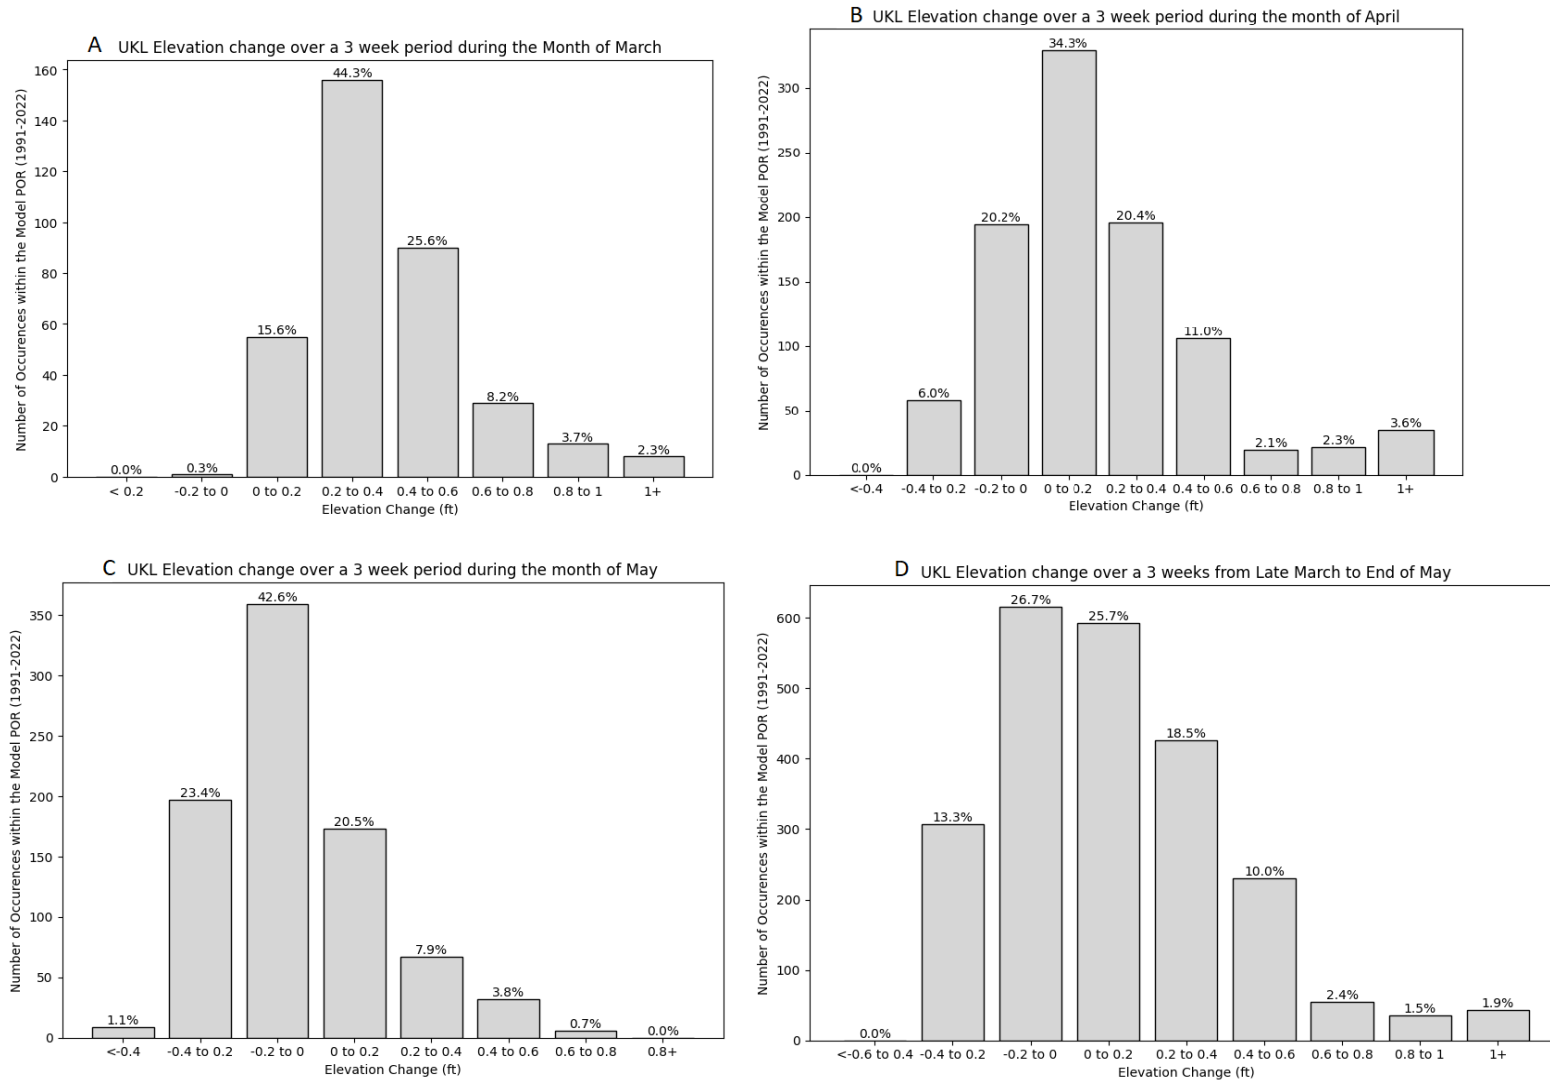 A UKL Elevation change over a 3 week period during the Month of March
Number of Occurences within the Model POR (1991-2022)
160
140
120
100
80
60
40
20
0
0.0%
0.3%
15.6%
44.3%
25.6%
8.2%
3.7%
2.3%
< 0.2
-0.2 to 0
0 to 0.2
0.2 to 0.4
0.4 to 0.6
0.6 to 0.8
0.8 to 1
1+
Elevation Change (ft)
B UKL Elevation change over a 3 week period during the month of April
Number of Occurences within the Model POR (1991-2022)
300
250
200
150
100
50
0
0.0%
6.0%
20.2%
34.3%
20.4%
11.0%
2.1%
2.3%
3.6%
<-0.4
-0.4 to 0.2
-0.2 to 0
0 to 0.2
0.2 to 0.4
0.4 to 0.6
0.6 to 0.8
0.8 to 1
1+
Elevation Change (ft)
C UKL Elevation change over a 3 week period during the month of May
Number of Occurences within the Model POR (1991-2022)
350
300
250
200
150
100
50
0
1.1%
23.4%
42.6%
20.5%
7.9%
3.8%
0.7%
0.0%
<-0.4
-0.4 to 0.2
-0.2 to 0
0 to 0.2
0.2 to 0.4
0.4 to 0.6
0.6 to 0.8
0.8+
Elevation Change (ft)
D UKL Elevation change over a 3 weeks from Late March to End of May
Number of Occurences within the Model POR (1991-2022)
600
500
400
300
200
100
0
0.0%
13.3%
26.7%
25.7%
18.5%
10.0%
2.4%
1.5%
1.9%
<-0.6 to 0.4
-0.4 to 0.2
-0.2 to 0
0 to 0.2
0.2 to 0.4
0.4 to 0.6
0.6 to 0.8
0.8 to 1
1+
Elevation Change (ft)